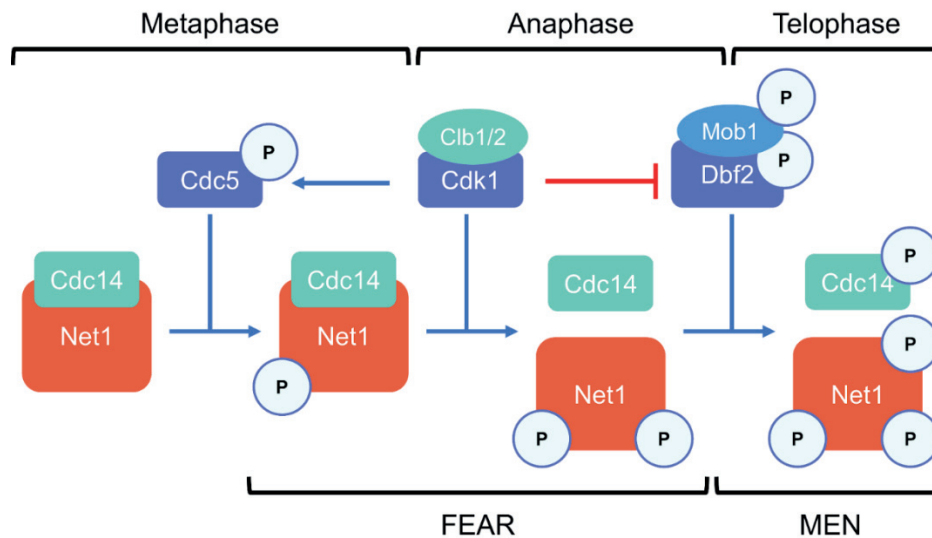 Metaphase
Anaphase
Telophase
P
Clb1/2
Mob1
P
P
Cdc5
Cdk1
Dbf2
Cdc14
Cdc14
Cdc14
Cdc14
P
Net1
Net1
P
P
Net1
P
P
Net1
P
P
FEAR
MEN